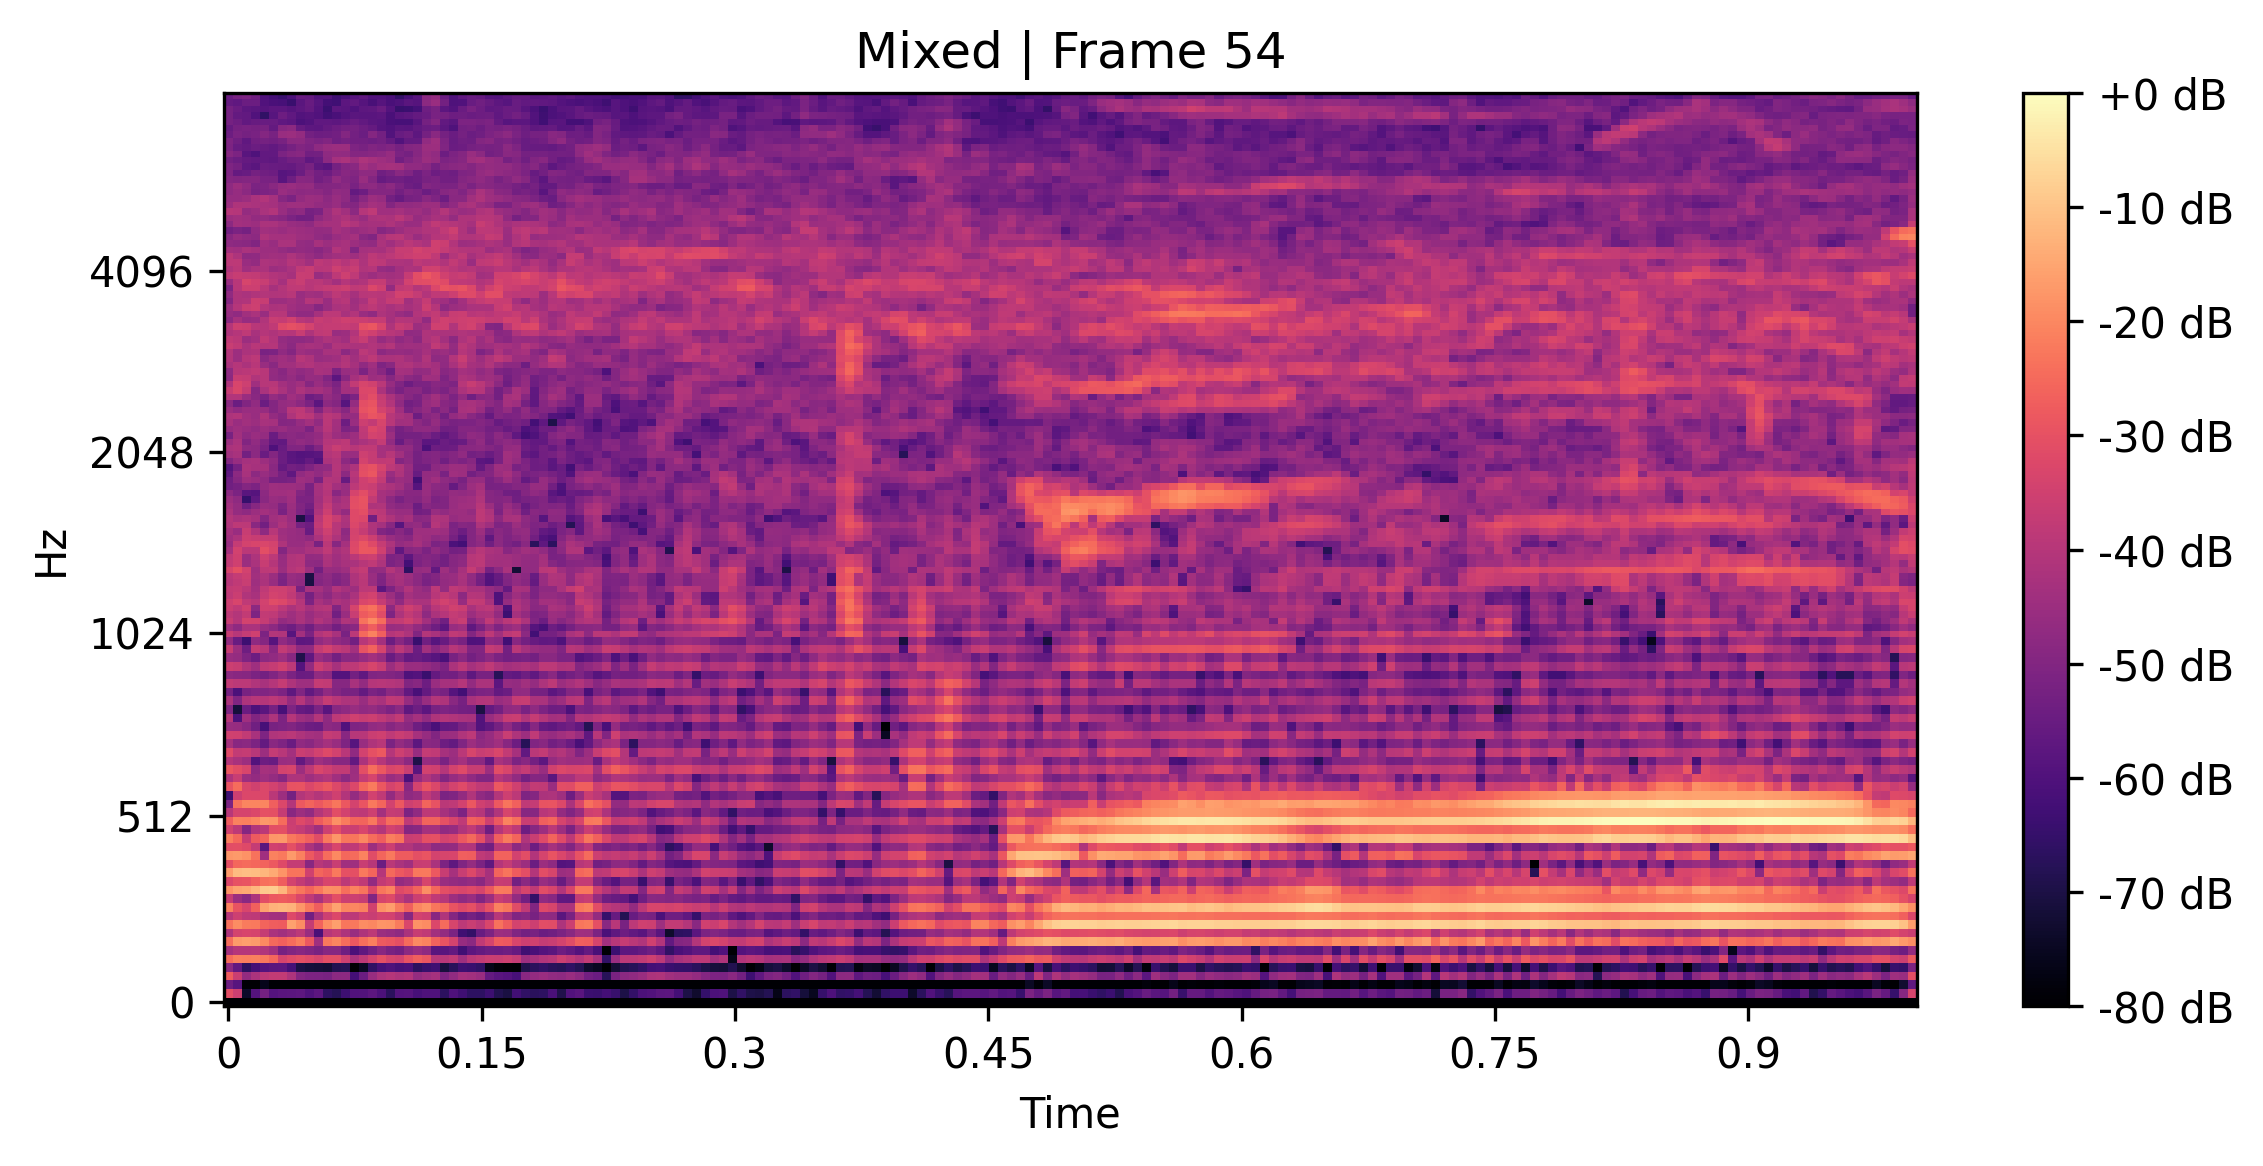 Mixed | Frame 54
+0 dB
-10 dB
-20 dB
-30 dB
-40 dB
-50 dB
-60 dB
-70 dB
-80 dB
4096
2048
1024
512
0
Hz
0 0.15 0.3 0.45 0.6 0.75 0.9
Time